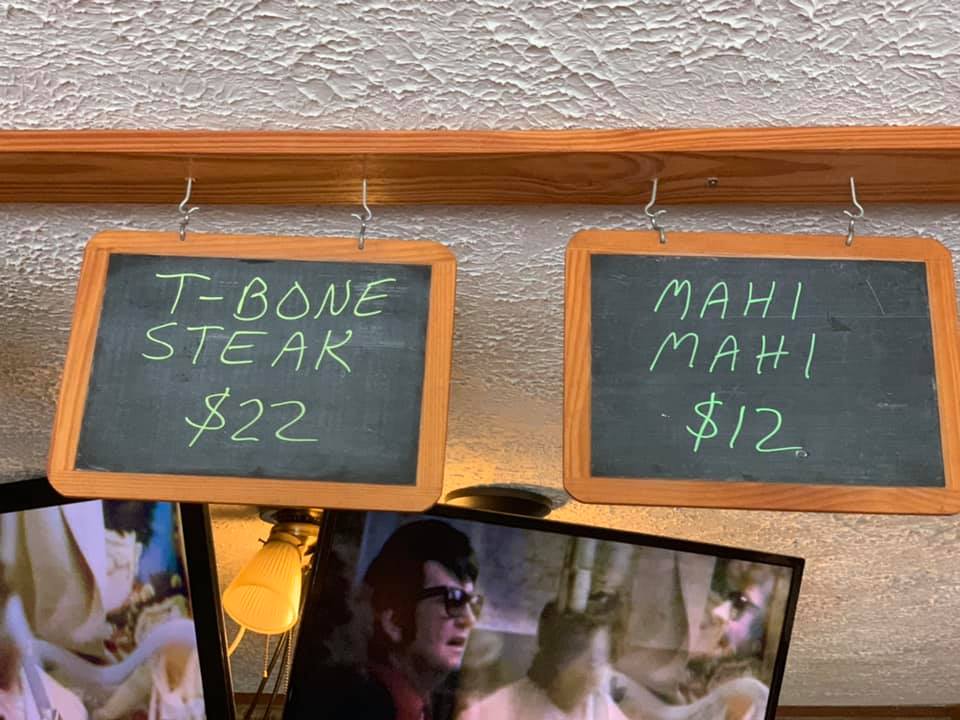 T-BONE
STEAK
$22
MAHI
MAHI
$12